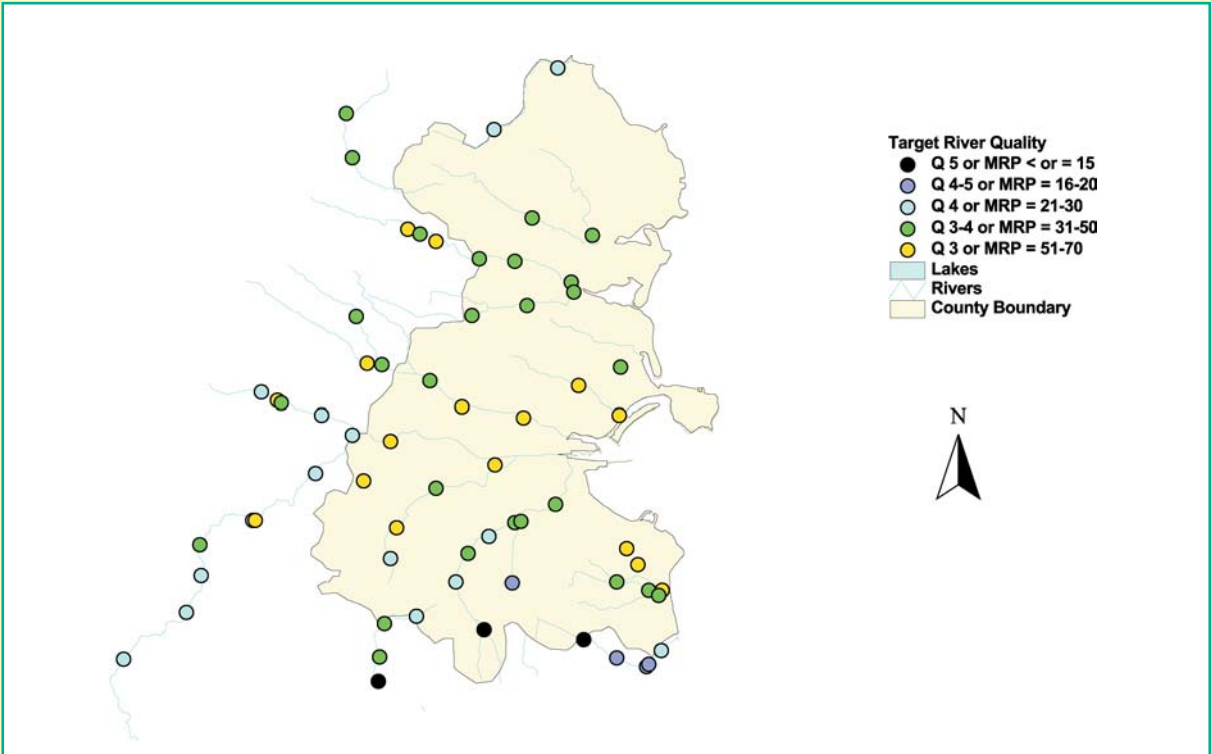 Target River Quality
Q 5 or MRP < or = 15
Q 4-5 or MRP = 16-20
Q 4 or MRP = 21-30
Q 3-4 or MRP = 31-50
Q 3 or MRP = 51-70
Lakes
Rivers
County Boundary
N